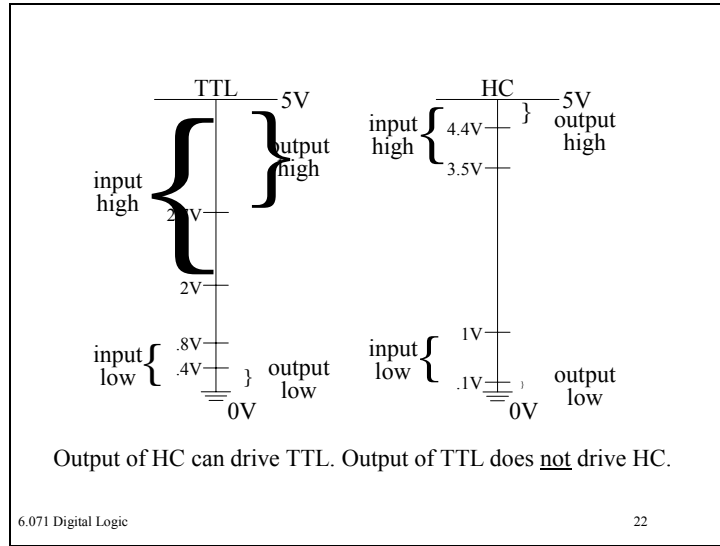 TTL
5V
output
high
input
high
2V
.8V
.4V
input
low
output
low
0V
HC
5V
input
high
4.4V
output
high
3.5V
1V
input
low
.1V
output
low
0V
Output of HC can drive TTL. Output of TTL does not drive HC.
6.071 Digital Logic
22